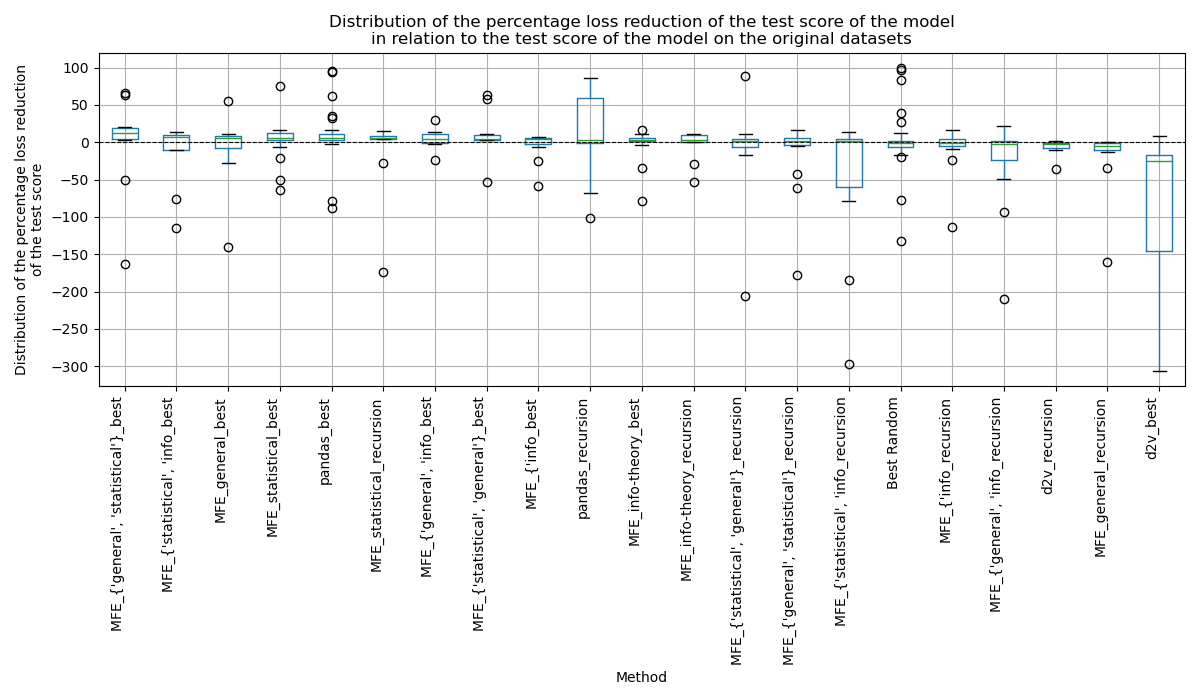 Distribution of the percentage loss reduction of the test score of the model
in relation to the test score of the model on the original datasets
Distribution of the percentage loss reduction
of the test score
100
50
0
−50
−100
−150
−200
−250
−300
MFE_{'general', 'statistical'}_best
MFE_{'statistical', 'info_best
MFE_general_best
MFE_statistical_best
pandas_best
MFE_statistical_recursion
MFE_{'general', 'info_best
MFE_{'statistical', 'general'}_best
MFE_{'info_best
pandas_recursion
MFE_info-theory_best
MFE_info-theory_recursion
MFE_{'statistical', 'general'}_recursion
MFE_{'general', 'statistical'}_recursion
MFE_{'statistical', 'info_recursion
Best Random
MFE_{'info_recursion
MFE_{'general', 'info_recursion
d2v_recursion
MFE_general_recursion
d2v_best
Method